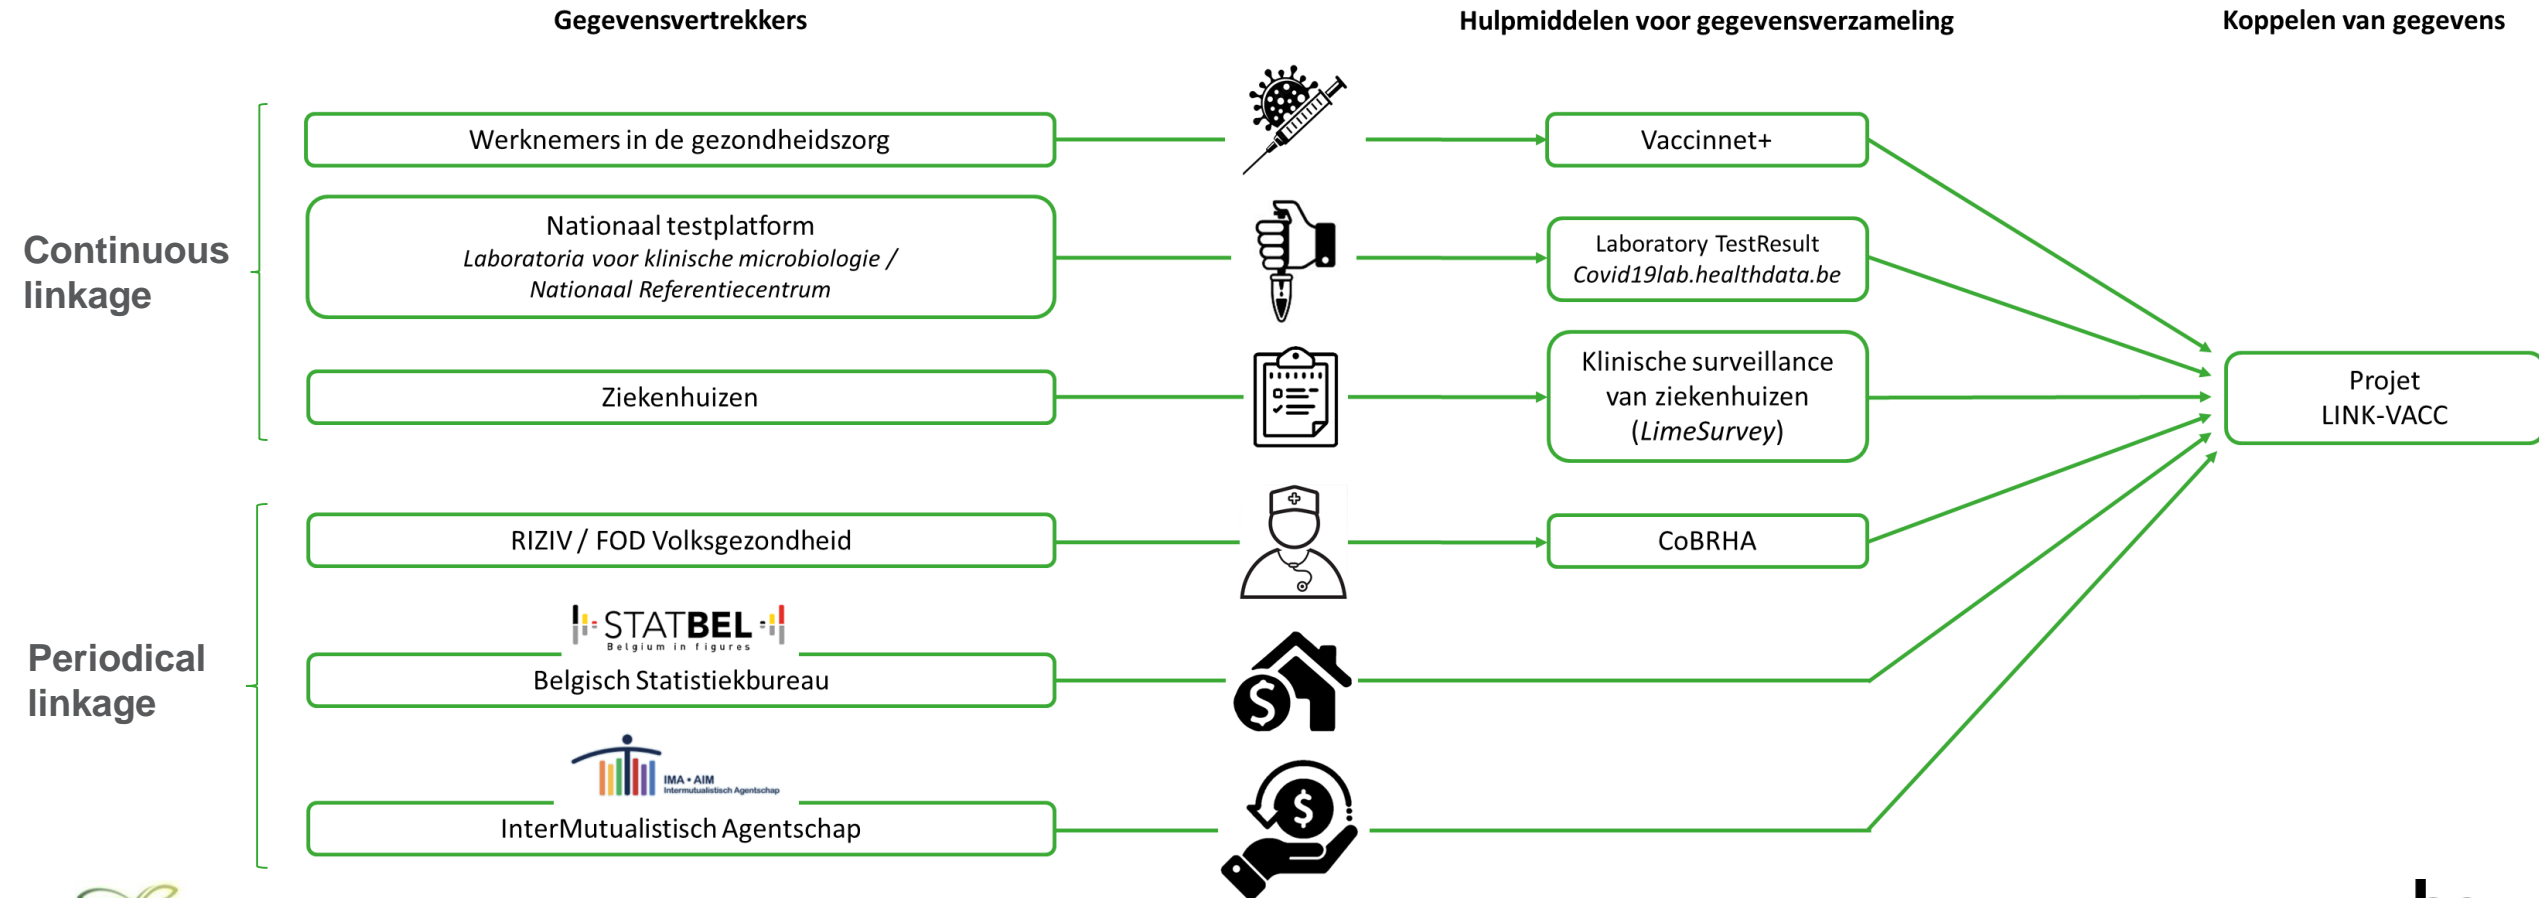 Gegevensvertrekkers
Hulpmiddelen voor gegevensverzameling
Koppelen van gegevens
Continuous
linkage
Werknemers in de gezondheidszorg
Vaccinnet+
Nationaal testplatform
Laboratoria voor klinische microbiologie /
Nationaal Referentiecentrum
Laboratory TestResult
Covid19lab.healthdata.be
Ziekenhuizen
Klinische surveillance
van ziekenhuizen
(LimeSurvey)
Projet
LINK-VACC
Periodical
linkage
RIZIV / FOD Volksgezondheid
CoBRHA
STATBEL
Belgium in figures
Belgisch Statistiekbureau
IMA • AIM
Intermutualistisch Agentschap
InterMutualistisch Agentschap